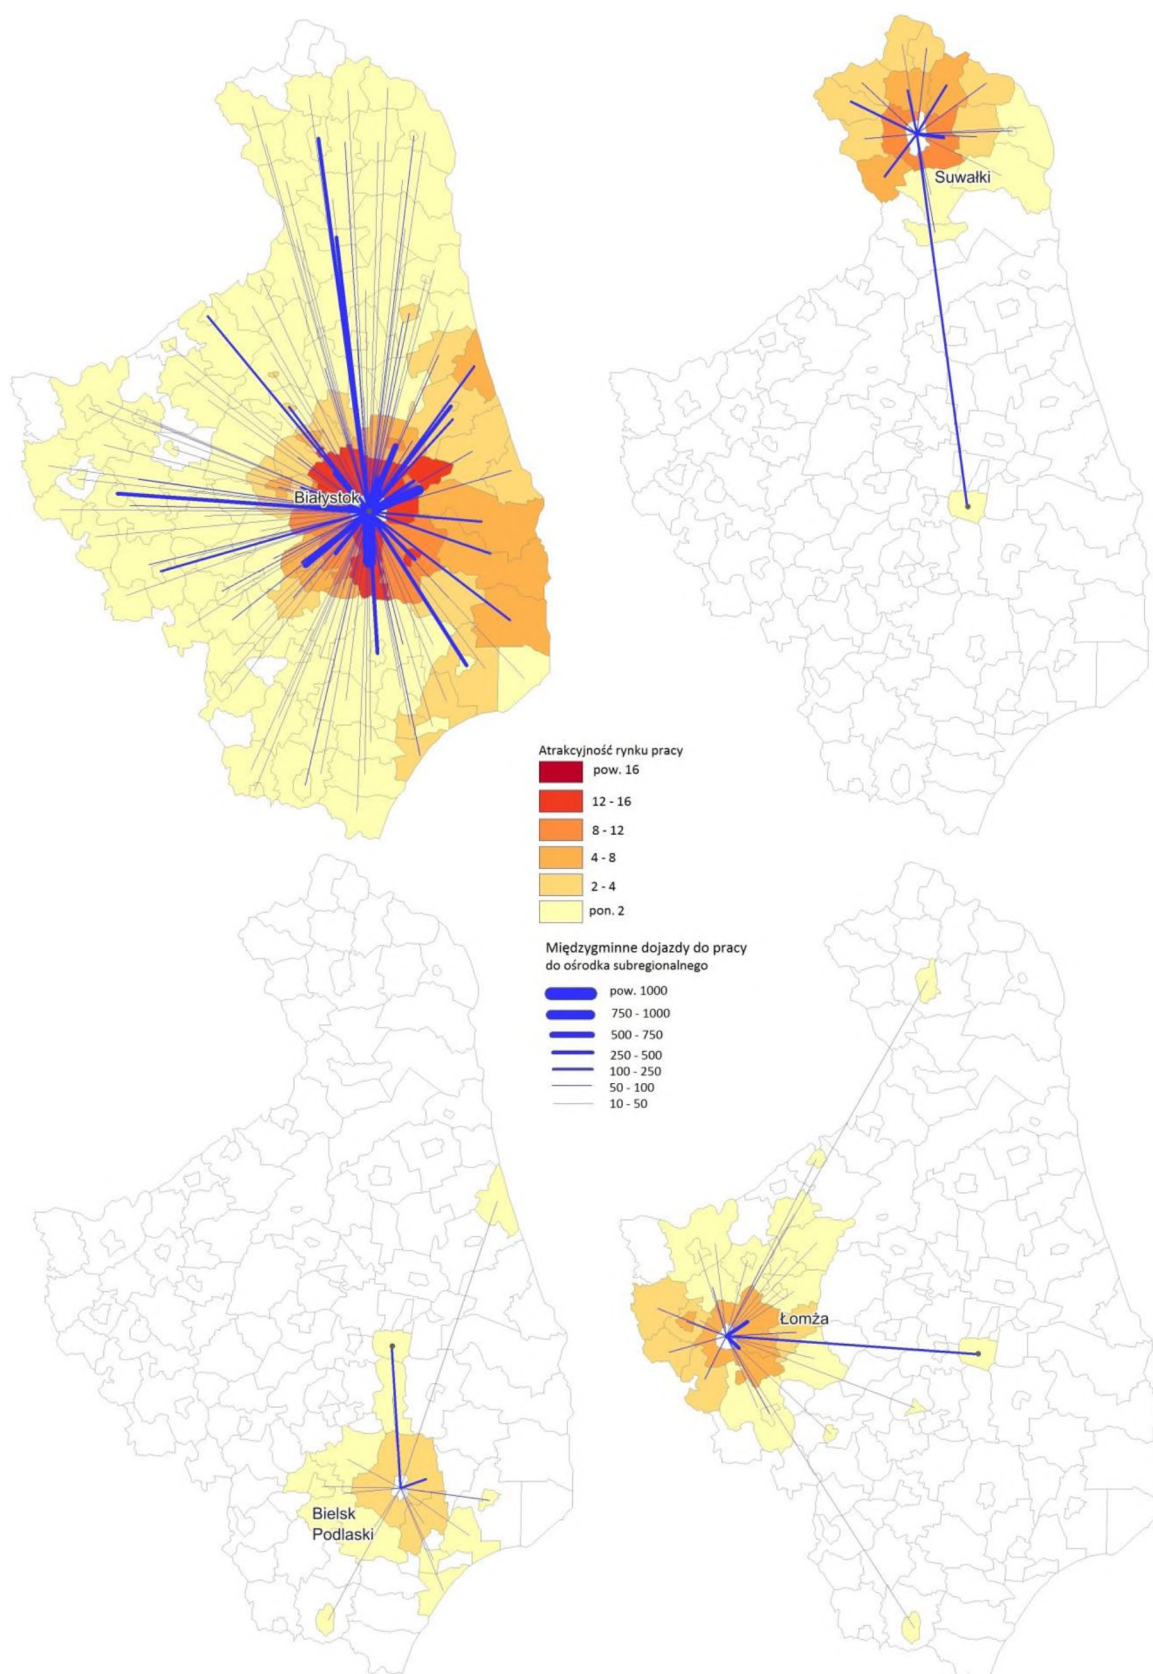 Suwałki
Białystok
Atrakcyjność rynku pracy
pow. 16
12 - 16
8 - 12
4 - 8
2 - 4
pon. 2
Międzygminne dojazdy do pracy
do ośrodka subregionalnego
pow. 1000
750 - 1000
500 - 750
250 - 500
100 - 250
50 - 100
10 - 50
Łomża
Bielsk
Podlaski